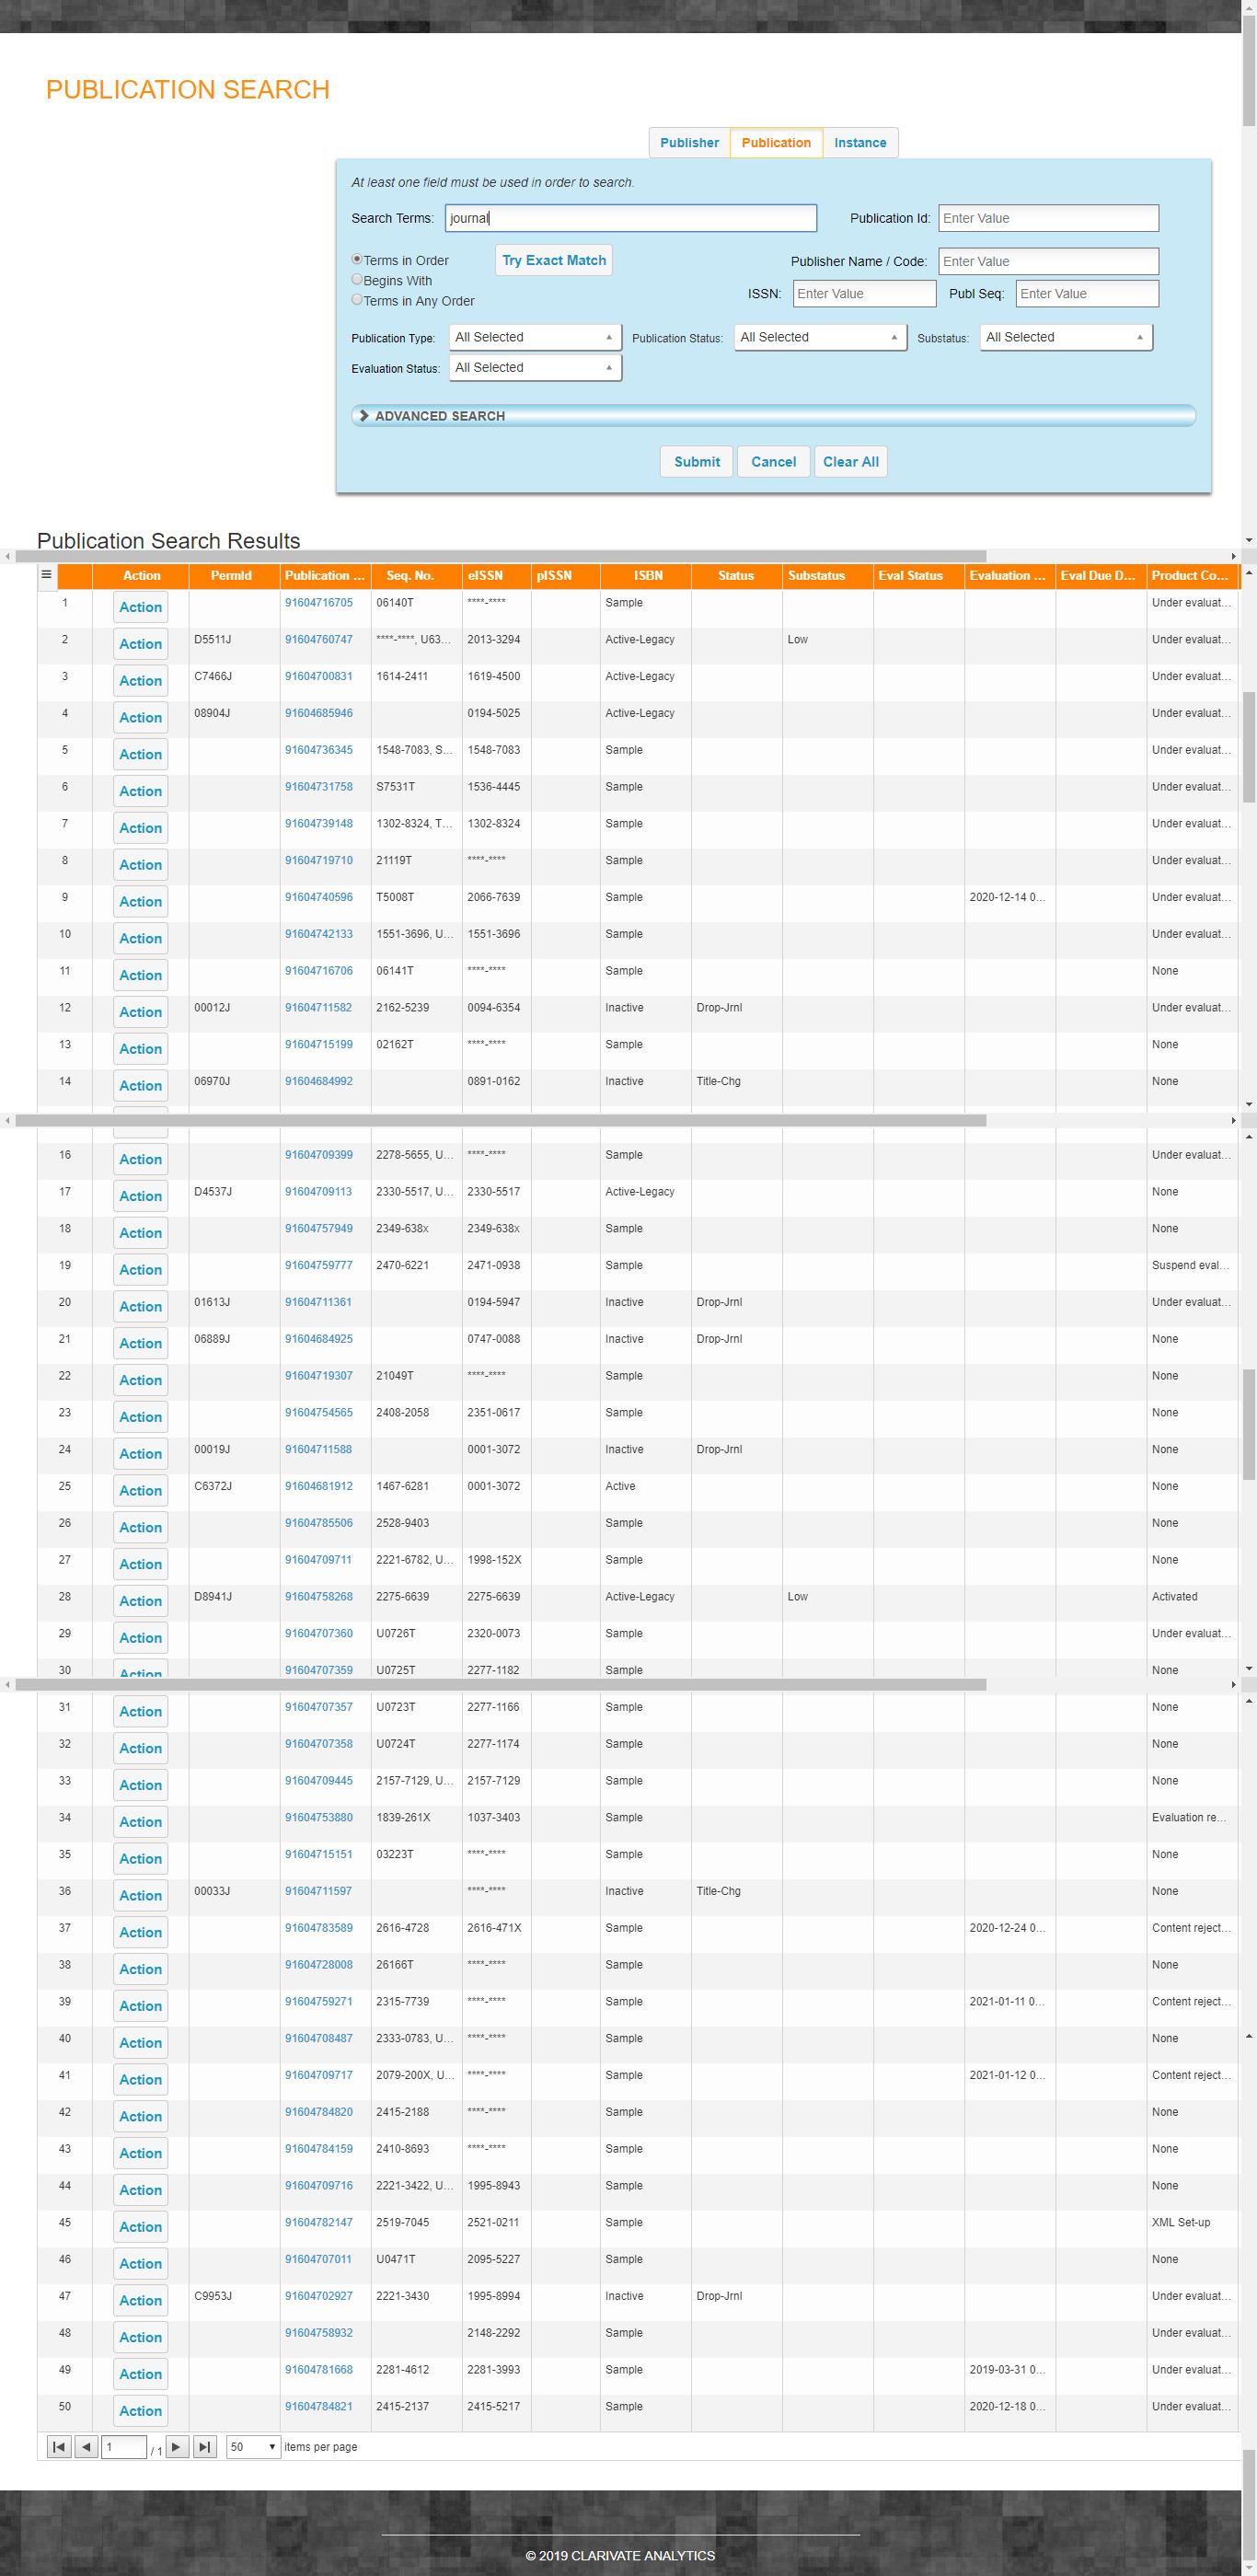 PUBLICATION SEARCH
Publisher Publication Instance
At least one field must be used in order to search.
Search Terms: journal Publication Id: Enter Value
Terms in Order Try Exact Match Publisher Name / Code: Enter Value
Begins With
Terms in Any Order ISSN: Enter Value Publ Seq: Enter Value
Publication Type: All Selected Publication Status: All Selected Substatus: All Selected
Evaluation Status: All Selected
ADVANCED SEARCH
Submit Cancel Clear All
Publication Search Results
Action PermId Publication ... Seq. No. eISSN pISSN ISBN Status Substatus Eval Status Evaluation ... Eval Due D... Product Co...
1 Action 91604716705 06140T ****-**** Sample Under evaluat...
2 Action D5511J 91604760747 ****-****, U63... 2013-3294 Active-Legacy Low Under evaluat...
3 Action C7466J 91604700831 1614-2411 1619-4500 Active-Legacy Under evaluat...
4 Action 08904J 91604685946 0194-5025 Active-Legacy Under evaluat...
5 Action 91604736345 1548-7083, S... 1548-7083 Sample Under evaluat...
6 Action 91604731758 S7531T 1536-4445 Sample Under evaluat...
7 Action 91604739148 1302-8324, T... 1302-8324 Sample Under evaluat...
8 Action 91604719710 21119T ****-**** Sample Under evaluat...
9 Action 91604740596 T5008T 2066-7639 Sample 2020-12-14 0... Under evaluat...
10 Action 91604742133 1551-3696, U... 1551-3696 Sample Under evaluat...
11 Action 91604716706 06141T ****-**** Sample None
12 Action 00012J 91604711582 2162-5239 0094-6354 Inactive Drop-Jrnl Under evaluat...
13 Action 91604715199 02162T ****-**** Sample None
14 Action 06970J 91604684992 0891-0162 Inactive Title-Chg None
16 Action 91604709399 2278-5655, U... ****-**** Sample Under evaluat...
17 Action D4537J 91604709113 2330-5517, U... 2330-5517 Active-Legacy None
18 Action 91604757949 2349-638x 2349-638x Sample None
19 Action 91604759777 2470-6221 2471-0938 Sample Suspend eval...
20 Action 01613J 91604711361 0194-5947 Inactive Drop-Jrnl Under evaluat...
21 Action 06889J 91604684925 0747-0088 Inactive Drop-Jrnl None
22 Action 91604719307 21049T ****-**** Sample None
23 Action 91604754565 2408-2058 2351-0617 Sample None
24 Action 00019J 91604711588 0001-3072 Inactive Drop-Jrnl None
25 Action C6372J 91604681912 1467-6281 0001-3072 Active None
26 Action 91604785506 2528-9403 Sample None
27 Action 91604709711 2221-6782, U... 1998-152X Sample None
28 Action D8941J 91604758268 2275-6639 2275-6639 Active-Legacy Low Activated
29 Action 91604707360 U0726T 2320-0073 Sample Under evaluat...
30 Action 91604707359 U0725T 2277-1182 Sample None
31 Action 91604707357 U0723T 2277-1166 Sample None
32 Action 91604707358 U0724T 2277-1174 Sample None
33 Action 91604709445 2157-7129, U... 2157-7129 Sample None
34 Action 91604753880 1839-261X 1037-3403 Sample Evaluation re...
35 Action 91604715151 03223T ****-**** Sample None
36 Action 00033J 91604711597 ****-**** Inactive Title-Chg None
37 Action 91604783589 2616-4728 2616-471X Sample 2020-12-24 0... Content reject...
38 Action 91604728008 26166T ****-**** Sample None
39 Action 91604759271 2315-7739 ****-**** Sample 2021-01-11 0... Content reject...
40 Action 91604708487 2333-0783, U... ****-**** Sample None
41 Action 91604709717 2079-200X, U... ****-**** Sample 2021-01-12 0... Content reject...
42 Action 91604784820 2415-2188 ****-**** Sample None
43 Action 91604784159 2410-8693 ****-**** Sample None
44 Action 91604709716 2221-3422, U... 1995-8943 Sample None
45 Action 91604782147 2519-7045 2521-0211 Sample XML Set-up
46 Action 91604707011 U0471T 2095-5227 Sample None
47 Action C9953J 91604702927 2221-3430 1995-8994 Inactive Drop-Jrnl Under evaluat...
48 Action 91604758932 2148-2292 Sample Under evaluat...
49 Action 91604781668 2281-4612 2281-3993 Sample 2019-03-31 0... Under evaluat...
50 Action 91604784821 2415-2137 2415-5217 Sample 2020-12-18 0... Under evaluat...
1 / 1 50 items per page
© 2019 CLARIVATE ANALYTICS